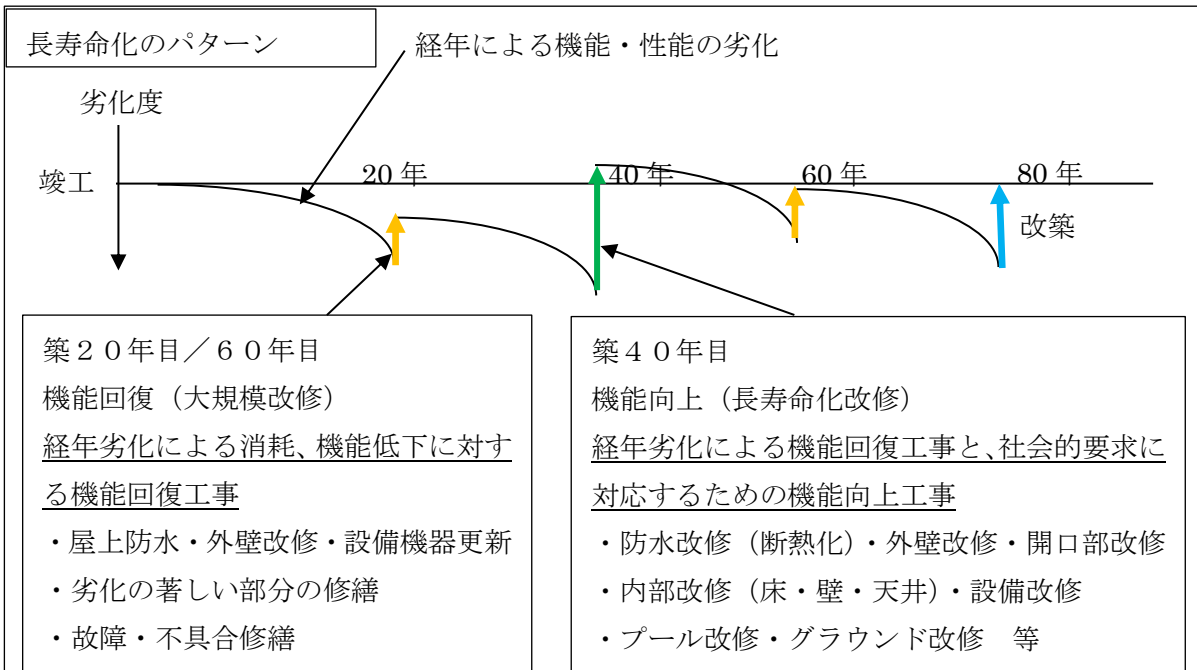 長寿命化のパターン
経年による機能・性能の劣化
劣化度
竣工
20 年
40 年
60 年
80 年
改築
築２０年目／６０年目
機能回復（大規模改修）
経年劣化による消耗、機能低下に対す
る機能回復工事
・屋上防水・外壁改修・設備機器更新
・劣化の著しい部分の修繕
・故障・不具合修繕
築４０年目
機能向上（長寿命化改修）
経年劣化による機能回復工事と、社会的要求に
対応するための機能向上工事
・防水改修（断熱化）・外壁改修・開口部改修
・内部改修（床・壁・天井）・設備改修
・プール改修・グラウンド改修　等